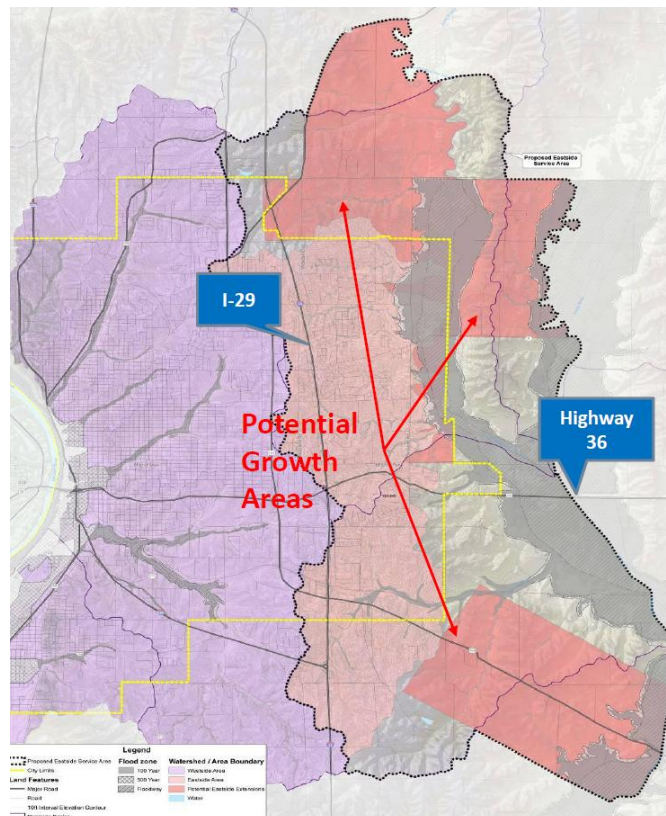 Proposed Eastside
Service Area
I-29
Potential
Growth
Areas
Highway
36
Legend
Proposed Eastside Service Area
City Limits
Land Features
Major Road
Road
Flood zone
100 Year
500 Year
Floodway
Watershed / Area Boundary
Westside Area
Eastside Area
Potential Eastside Extensions
Water